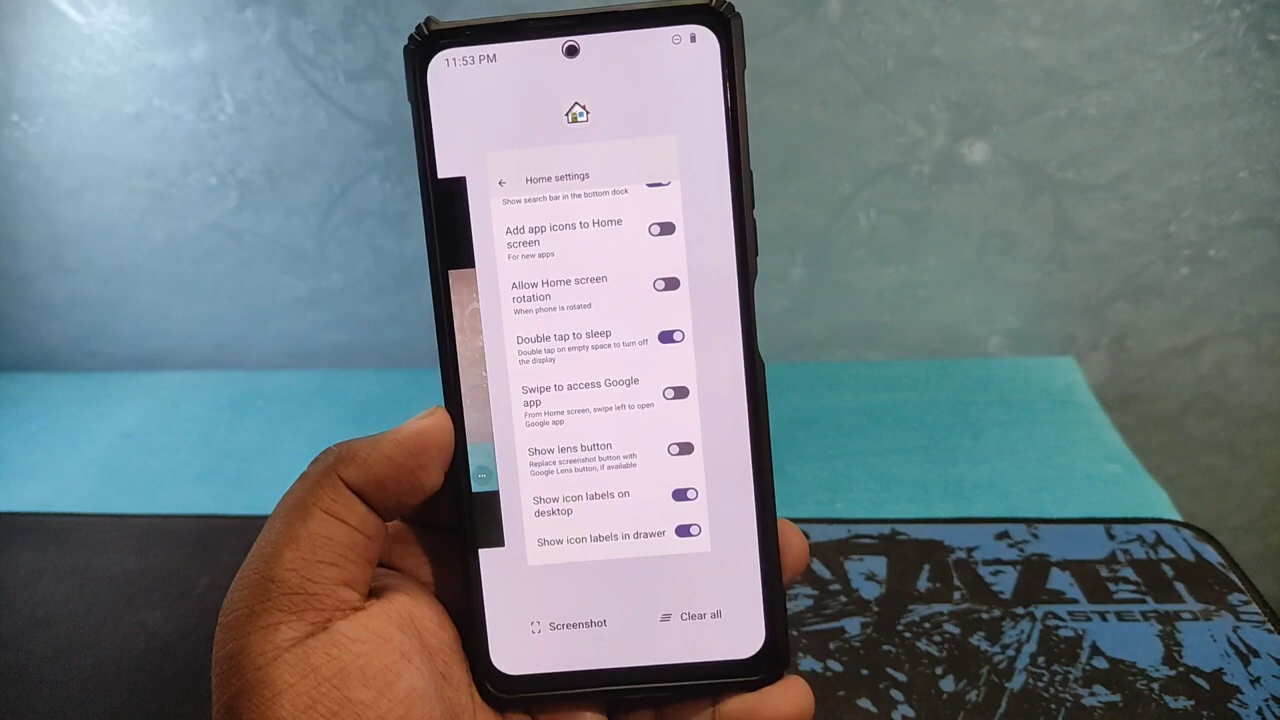 11:53 PM
Home settings
Show search bar in the bottom dock
Add app icons to Home
screen
For new apps
Allow Home screen
rotation
When phone is rotated
Double tap to sleep
Double tap on empty space to turn off
the display
Swipe to access Google
app
From Home screen, swipe left to open
Google app
Show lens button
Replace screenshot button with
Google Lens button, if available
Show icon labels on
desktop
Show icon labels in drawer
Screenshot
Clear all